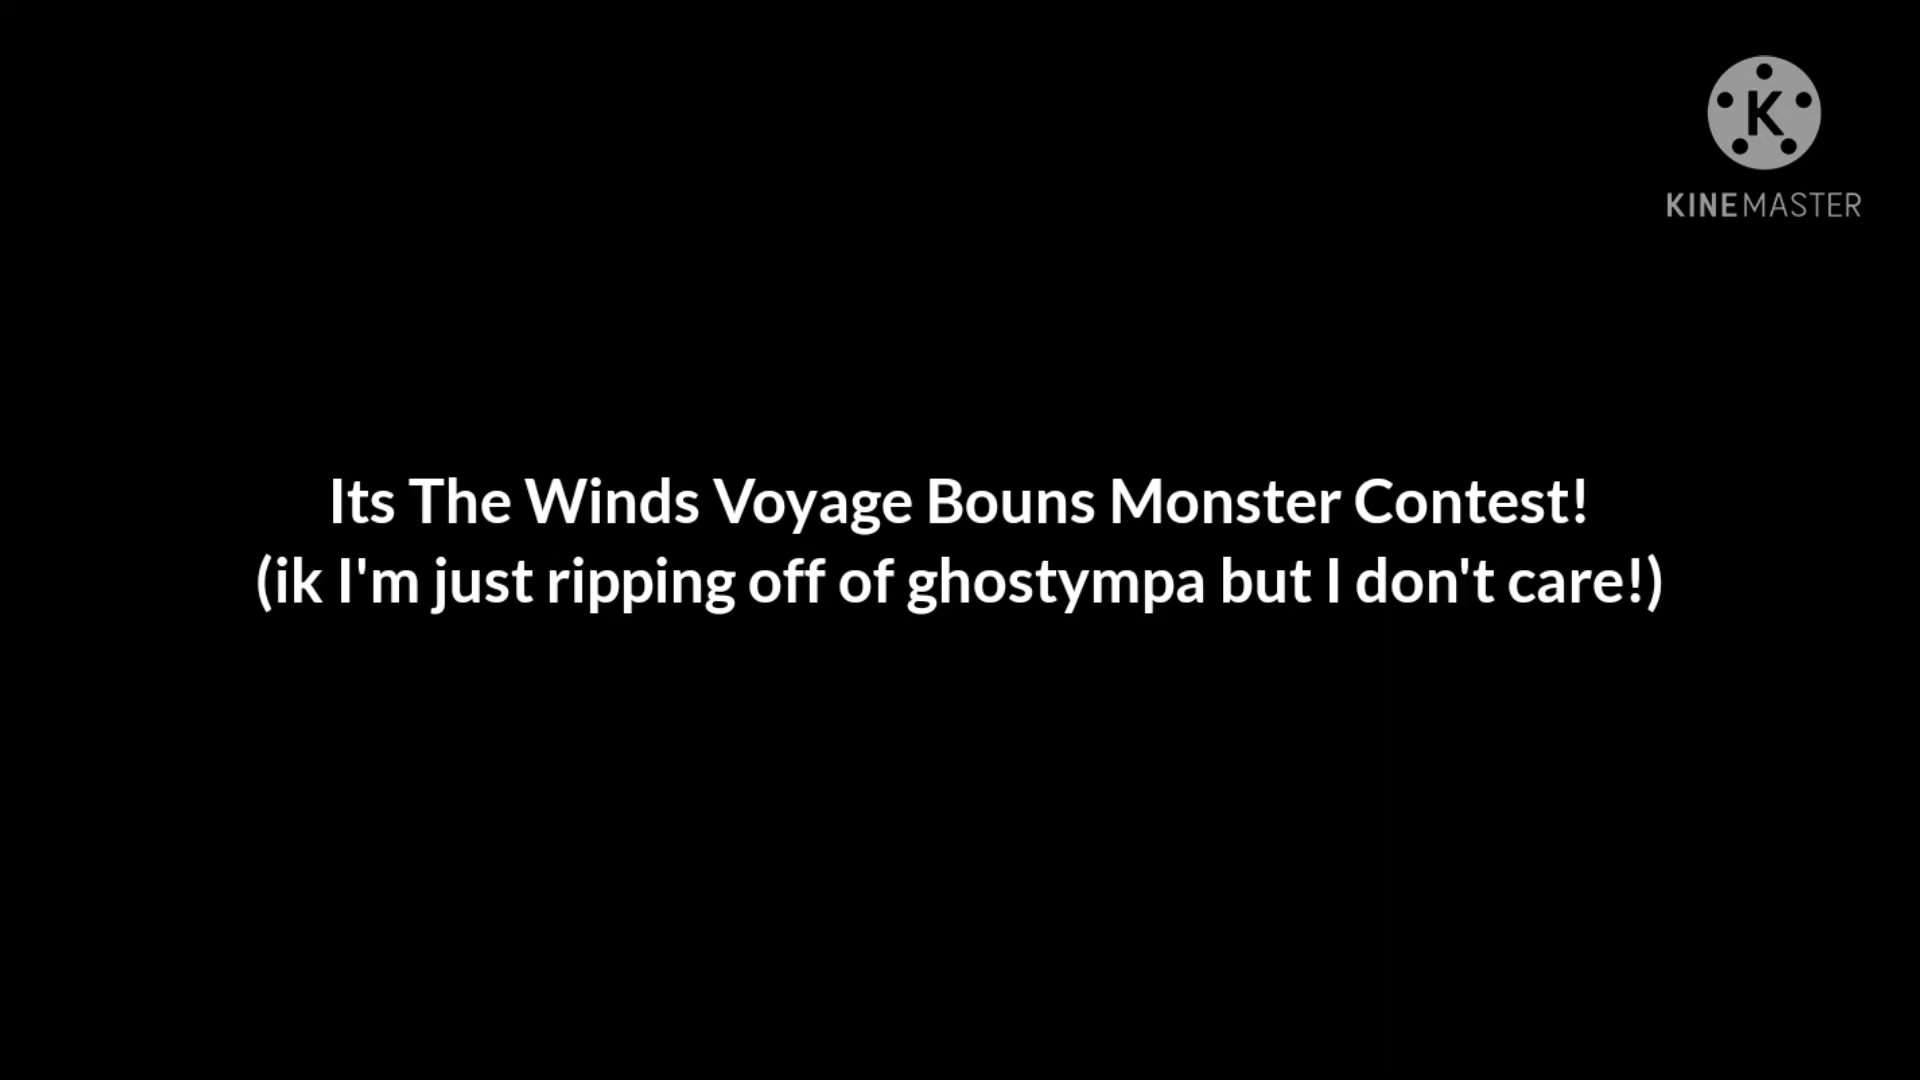 K
KINEMASTER
Its The Winds Voyage Bouns Monster Contest!
(ik I'm just ripping off of ghostympa but I don't care!)